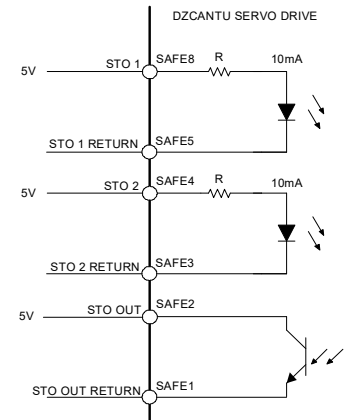 DZCANTU SERVO DRIVE
5V STO 1 SAFE8 R 10mA
STO 1 RETURN SAFE5
5V STO 2 SAFE4 R 10mA
STO 2 RETURN SAFE3
5V STO OUT SAFE2
STO OUT RETURN SAFE1